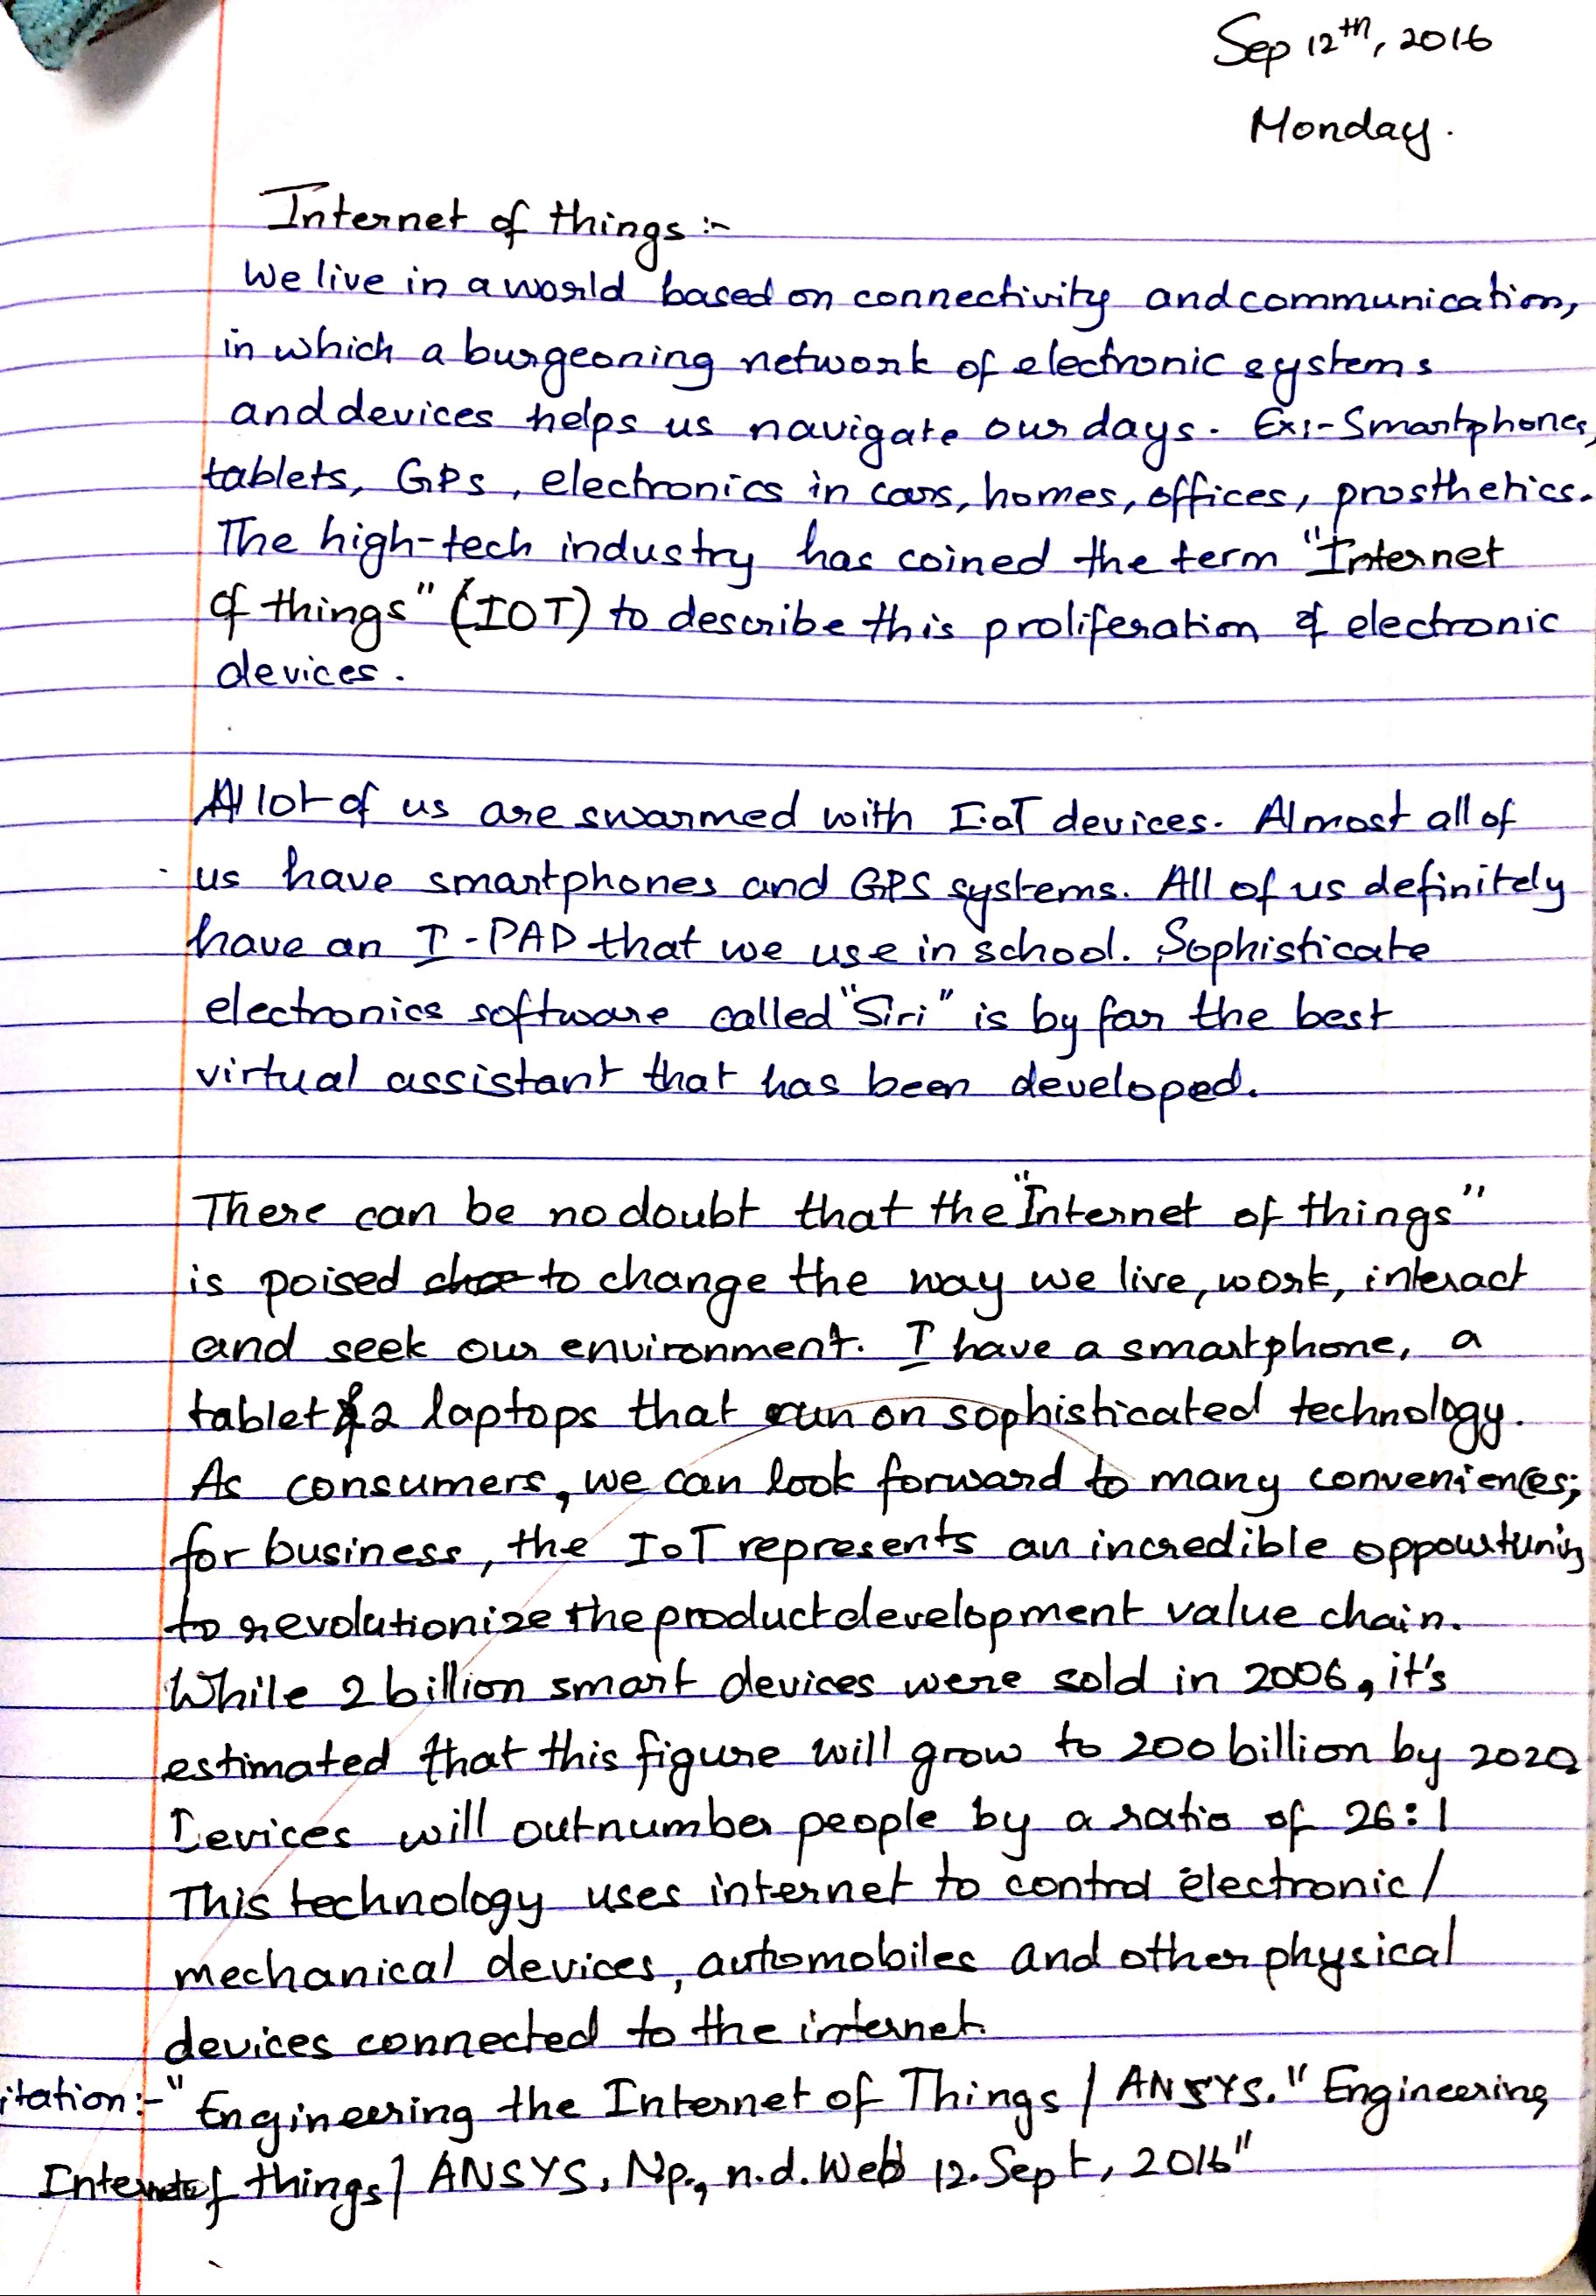 Sep 12th, 2016
Monday.
Internet of things :-
We live in a world based on connectivity and communication,
in which a burgeoning network of electronic systems
and devices helps us navigate our days. Ex:- Smartphones,
tablets, GPs, electronics in cars, homes, offices, prosthetics.
The high-tech industry has coined the term "Internet
of things" (IOT) to describe this proliferation of electronic
devices.
A lot of us are swarmed with I.oT devices. Almost all of
us have smartphones and GPS systems. All of us definitely
have an I-PAD that we use in school. Sophisticate
electronics software called "Siri" is by far the best
virtual assistant that has been developed.
There can be no doubt that the "Internet of things"
is poised to change the way we live, work, interact
and seek our environment. I have a smartphone, a
tablet & 2 laptops that run on sophisticated technology.
As consumers, we can look forward to many conveniences;
for business, the IoT represents an incredible opportunity
to revolutionize the product development value chain.
While 2 billion smart devices were sold in 2006, it's
estimated that this figure will grow to 200 billion by 2020
Devices will outnumber people by a ratio of 26:1
This technology uses internet to control electronic/
mechanical devices, automobiles and other physical
devices connected to the internet.
itation:- "Engineering the Internet of Things | ANSYS." Engineering
Internet of things | ANSYS, Np., n.d. Web 12. Sept, 2016"